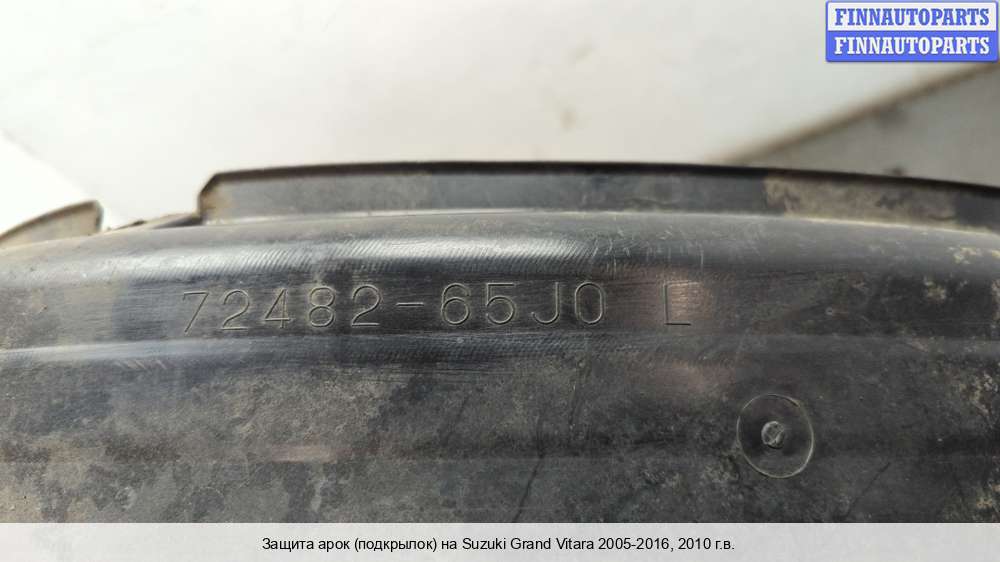 FINNAUTOPARTS
FINNAUTOPARTS
72482-65J0 L
Защита арок (подкрылок) на Suzuki Grand Vitara 2005-2016, 2010 г.в.